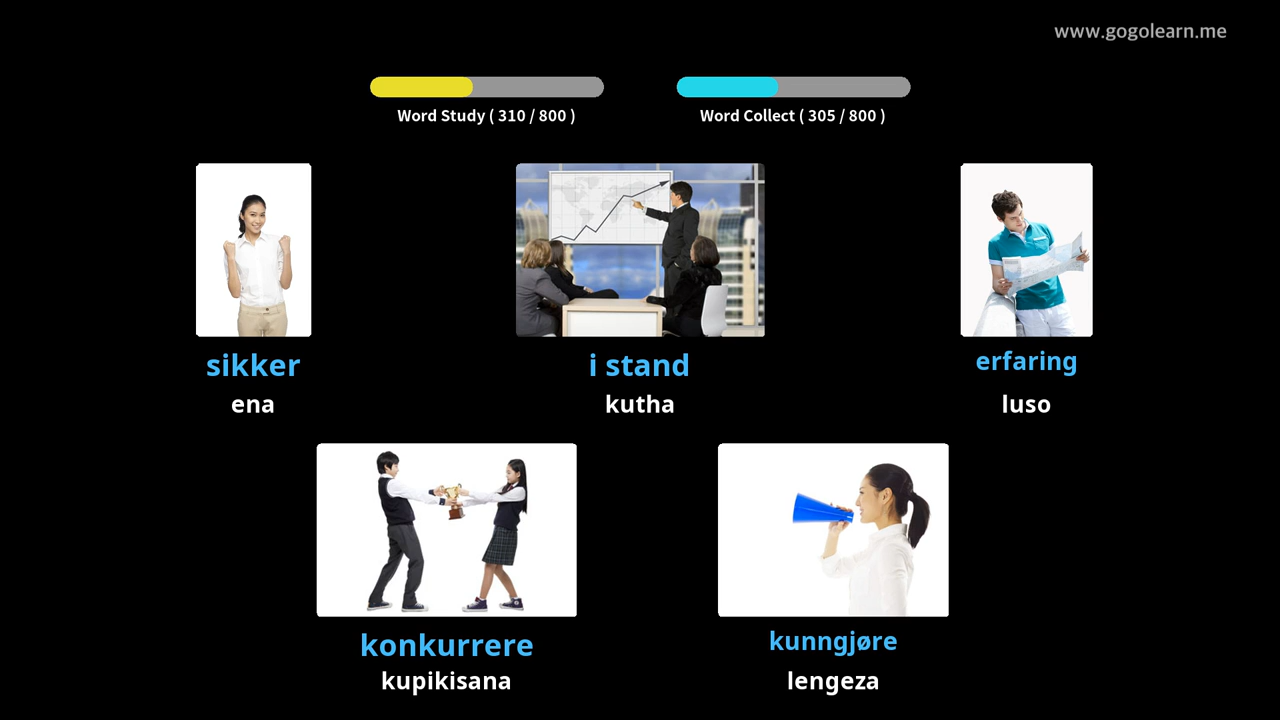 www.gogolearn.me
Word Study ( 310 / 800 )
Word Collect ( 305 / 800 )
sikker
ena
i stand
kutha
erfaring
luso
konkurrere
kupikisana
kunngjøre
lengeza